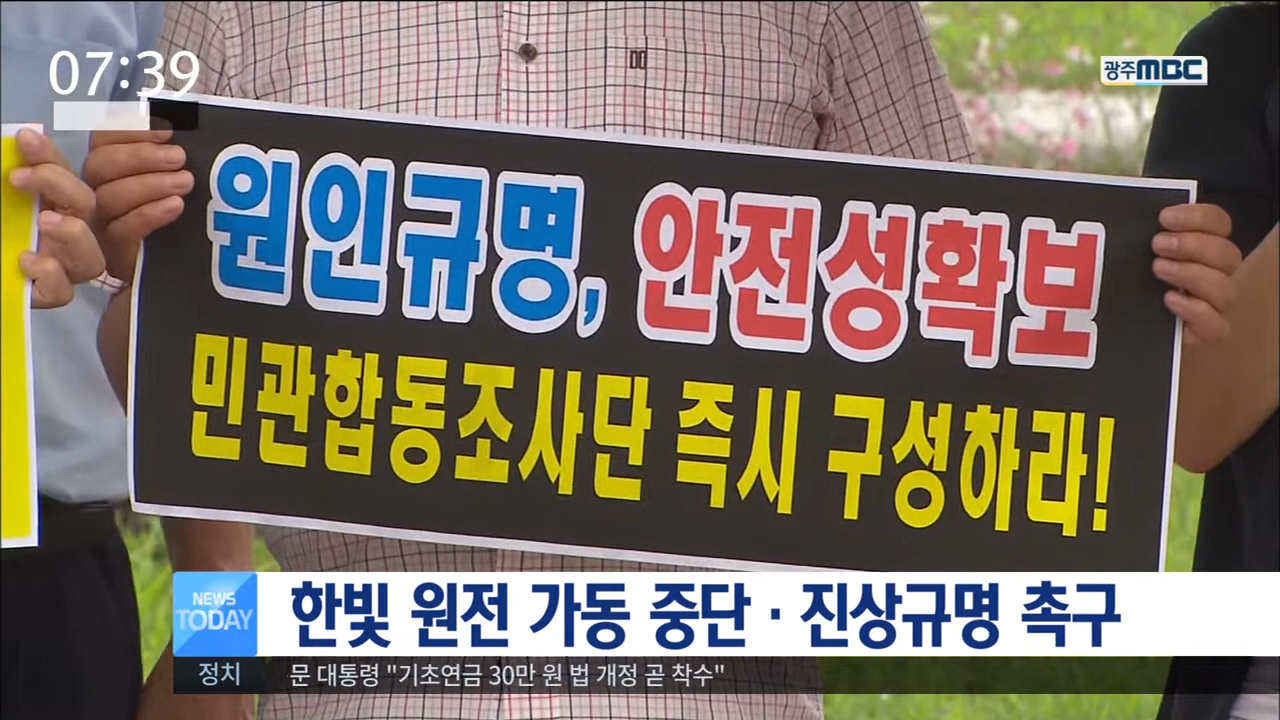 07:39
광주MBC
원인규명, 안전성확보
민관합동조사단 즉시 구성하라!
NEWS TODAY
한빛 원전 가동 중단·진상규명 촉구
정치 문 대통령 "기초연금 30만 원 법 개정 곧 착수"